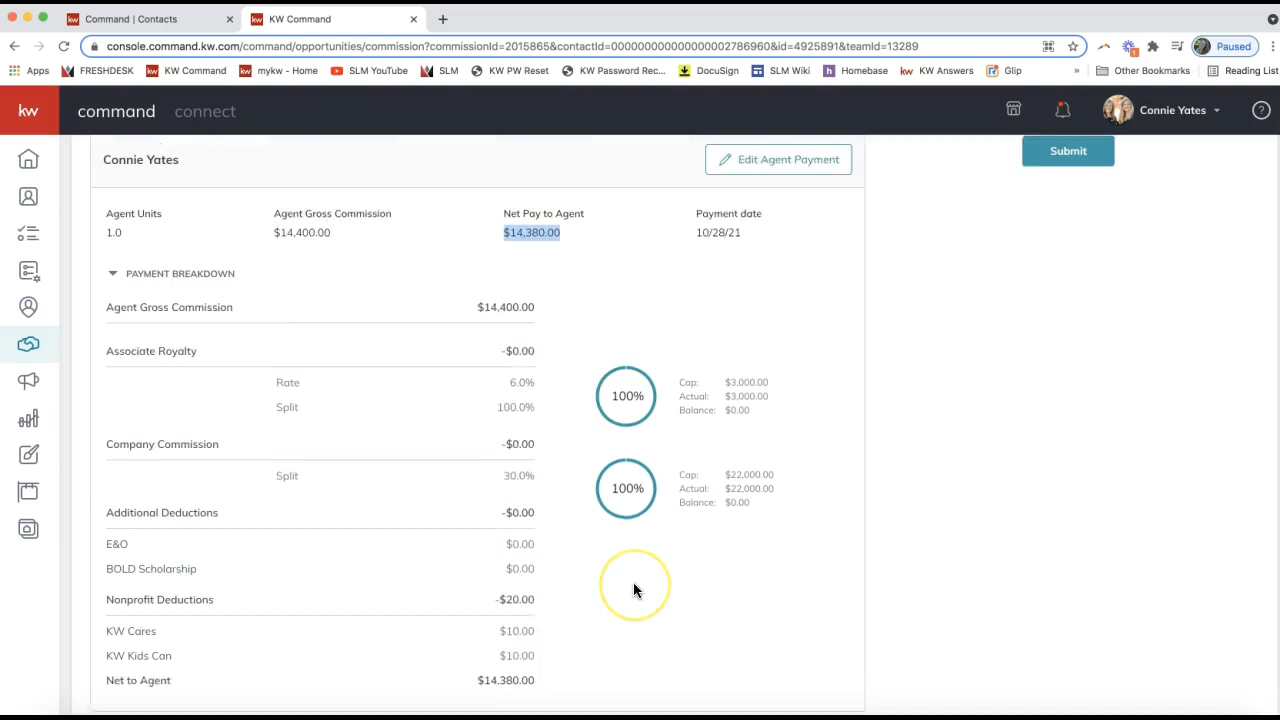 kw Command | Contacts × kw KW Command × +
console.command.kw.com/command/opportunities/commission?commissionId=2015865&contactId=000000000000000002786960&id=4925891&teamId=13289 Paused
Apps FRESHDESK kw KW Command kw mykw - Home SLM YouTube SLM KW PW Reset KW Password Rec... DocuSign SLM Wiki h Homebase kw KW Answers Glip » Other Bookmarks Reading List
kw command connect Connie Yates ?
Connie Yates Edit Agent Payment Submit
Agent Units Agent Gross Commission Net Pay to Agent Payment date
1.0 $14,400.00 $14,380.00 10/28/21
PAYMENT BREAKDOWN
Agent Gross Commission $14,400.00
Associate Royalty -$0.00
Rate 6.0% 100% Cap: $3,000.00
Actual: $3,000.00
Split 100.0% Balance: $0.00
Company Commission -$0.00
Split 30.0% 100% Cap: $22,000.00
Actual: $22,000.00
Balance: $0.00
Additional Deductions -$0.00
E&O $0.00
BOLD Scholarship $0.00
Nonprofit Deductions -$20.00
KW Cares $10.00
KW Kids Can $10.00
Net to Agent $14,380.00